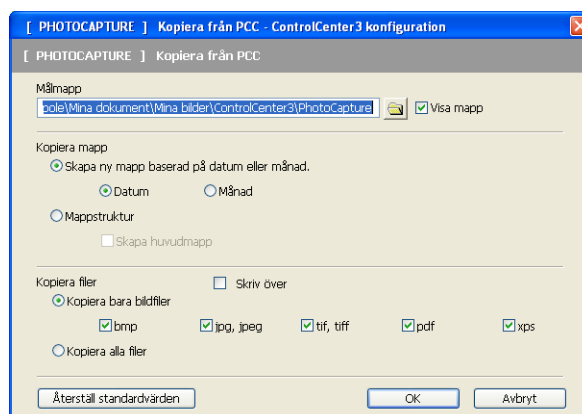 [ PHOTOCAPTURE ] Kopiera från PCC - ControlCenter3 konfiguration
[ PHOTOCAPTURE ] Kopiera från PCC
Målmapp
pole\Mina dokument\Mina bilder\ControlCenter3\PhotoCapture
Visa mapp
Kopiera mapp
Skapa ny mapp baserad på datum eller månad.
Datum Månad
Mappstruktur
Skapa huvudmapp
Kopiera filer Skriv över
Kopiera bara bildfiler
bmp jpg, jpeg tif, tiff pdf xps
Kopiera alla filer
Återställ standardvärden OK Avbryt